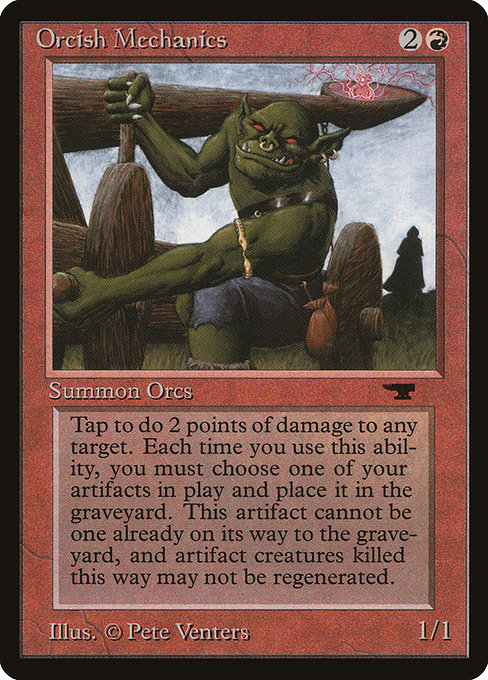 Orcish Mechanics 2
Summon Orcs
Tap to do 2 points of damage to any
target. Each time you use this abil-
ity, you must choose one of your
artifacts in play and place it in the
graveyard. This artifact cannot be
one already on its way to the grave-
yard, and artifact creatures killed
this way may not be regenerated.
Illus. © Pete Venters 1/1